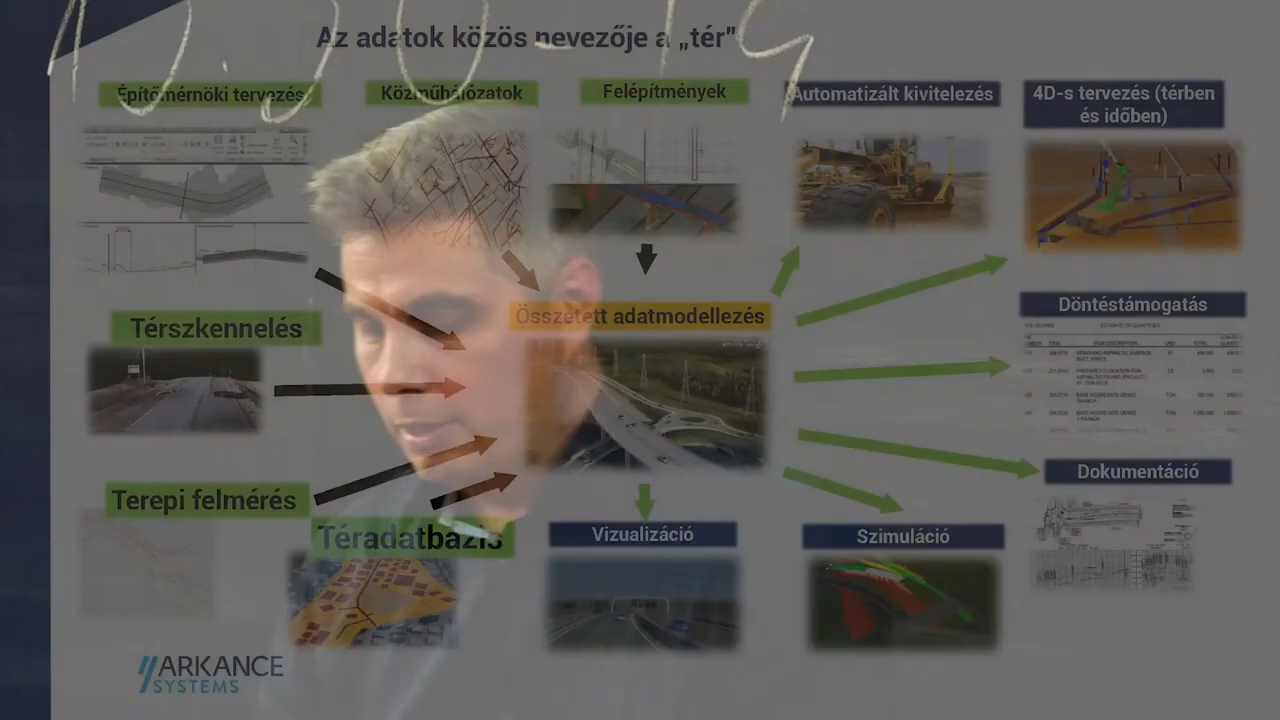 Az adatok közös nevezője a „tér”
Építőmérnöki tervezés
Közműhálózatok
Felépítmények
Automatizált kivitelezés
4D-s tervezés (térben
és időben)
Térszkennelés
Összetett adatmodellezés
Döntéstámogatás
Terepi felmérés
Téradatbázis
Vizualizáció
Szimuláció
Dokumentáció
ARKANCE
SYSTEMS